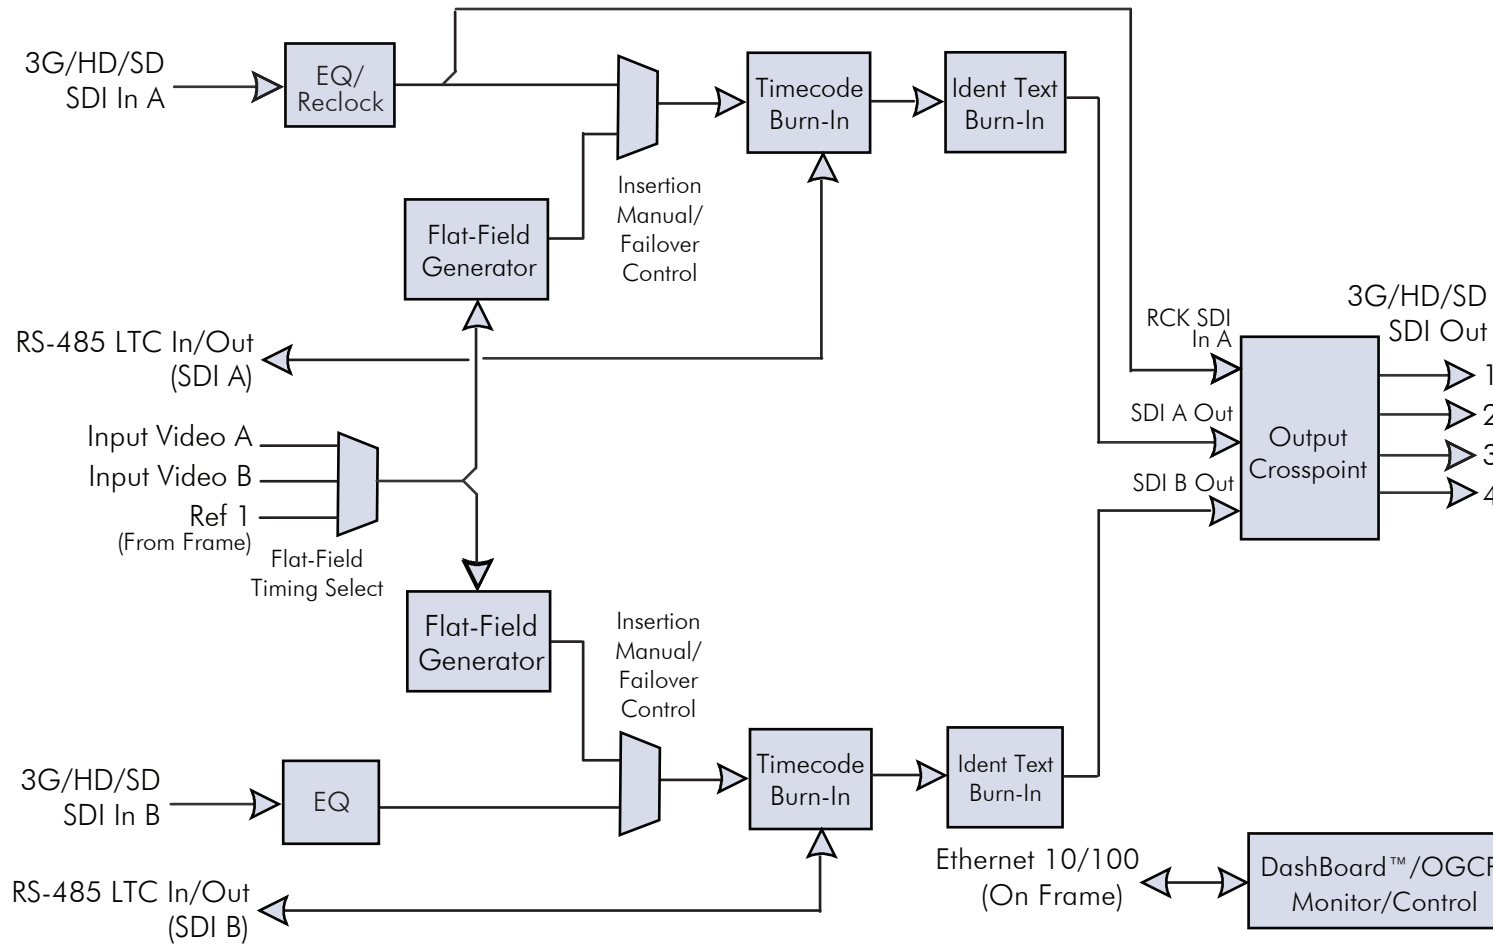 3G/HD/SD
SDI In A
EQ/
Reclock
Timecode
Burn-In
Ident Text
Burn-In
Insertion
Manual/
Failover
Control
Flat-Field
Generator
RS-485 LTC In/Out
(SDI A)
RCK SDI
In A
3G/HD/SD
SDI Out
1
2
3
4
SDI A Out
SDI B Out
Output
Crosspoint
Input Video A
Input Video B
Ref 1
(From Frame)
Flat-Field
Timing Select
Flat-Field
Generator
Insertion
Manual/
Failover
Control
3G/HD/SD
SDI In B
EQ
Timecode
Burn-In
Ident Text
Burn-In
RS-485 LTC In/Out
(SDI B)
Ethernet 10/100
(On Frame)
DashBoard™/OGCP
Monitor/Control